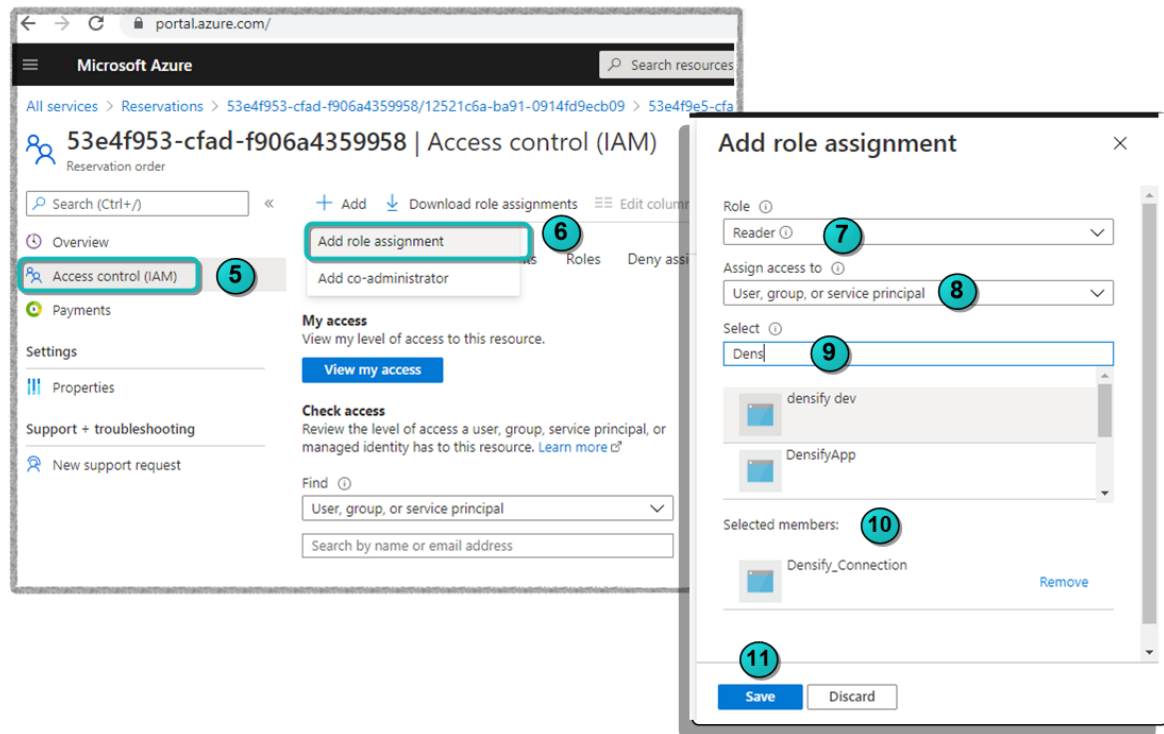 portal.azure.com/
Microsoft Azure
Search resources
All services > Reservations > 53e4f953-cfad-f906a4359958/12521c6a-ba91-0914fd9ecb09 > 53e4f9e5-cfa
53e4f953-cfad-f906a4359958 | Access control (IAM)
Reservation order
Search (Ctrl+/)
«
Overview
Access control (IAM)
5
Payments
Settings
Properties
Support + troubleshooting
New support request
+ Add
Download role assignments
Edit column
Add role assignment
6
Roles
Deny assi
Add co-administrator
My access
View my level of access to this resource.
View my access
Check access
Review the level of access a user, group, service principal, or
managed identity has to this resource. Learn more
Find
User, group, or service principal
Search by name or email address
Add role assignment
Role
Reader
7
Assign access to
User, group, or service principal
8
Select
Dens
9
densify dev
DensifyApp
Selected members:
10
Densify_Connection
Remove
11
Save
Discard